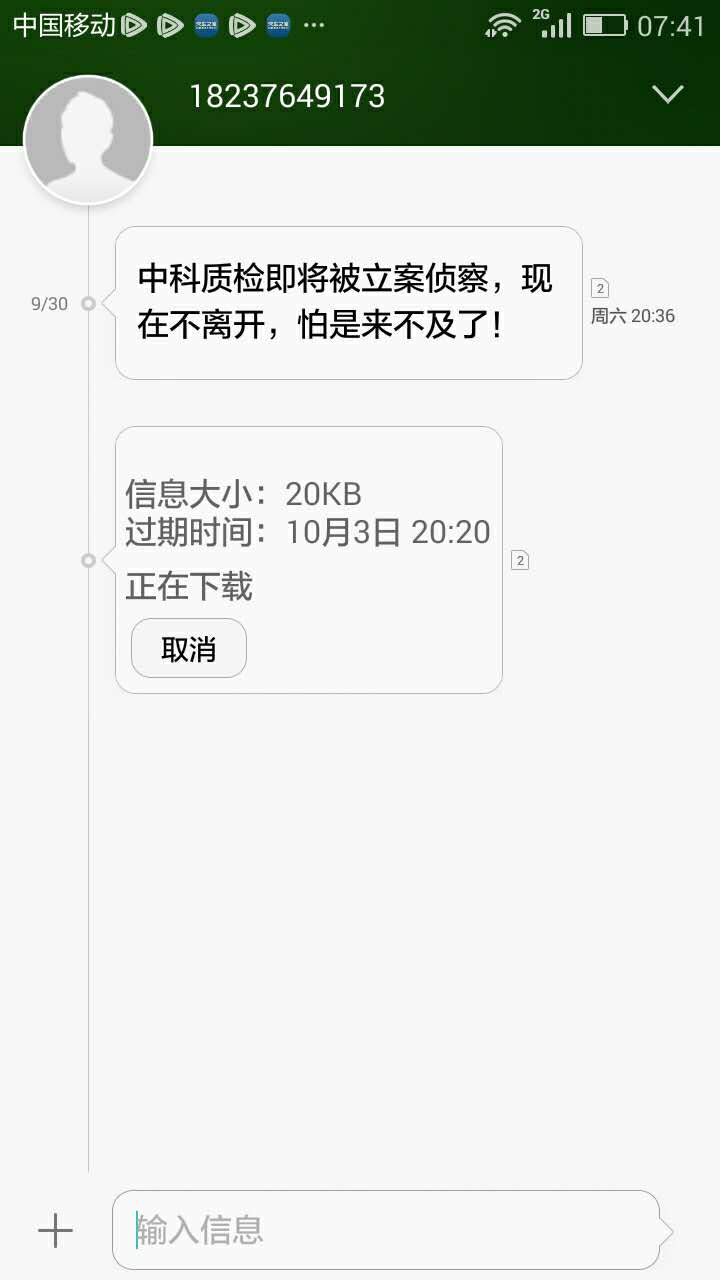 中国移动 ··· 2G 07:41
18237649173
中科质检即将被立案侦察，现
在不离开，怕是来不及了！
9/30
2
周六 20:36
信息大小：20KB
过期时间：10月3日 20:20
正在下载
取消
2
输入信息